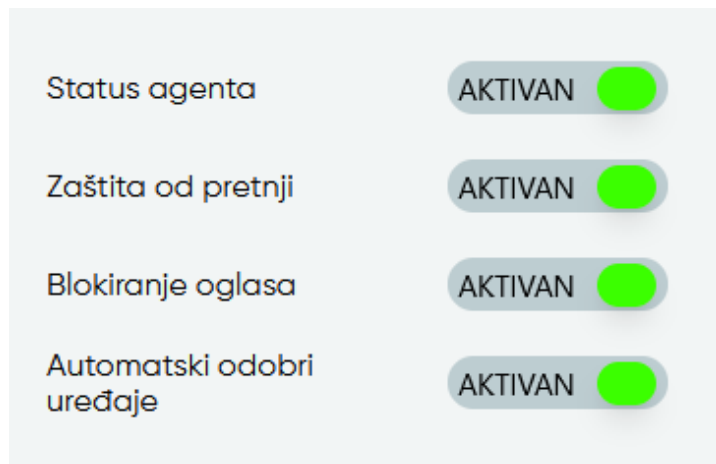 Status agenta AKTIVAN
Zaštita od pretnji AKTIVAN
Blokiranje oglasa AKTIVAN
Automatski odobri
uređaje AKTIVAN